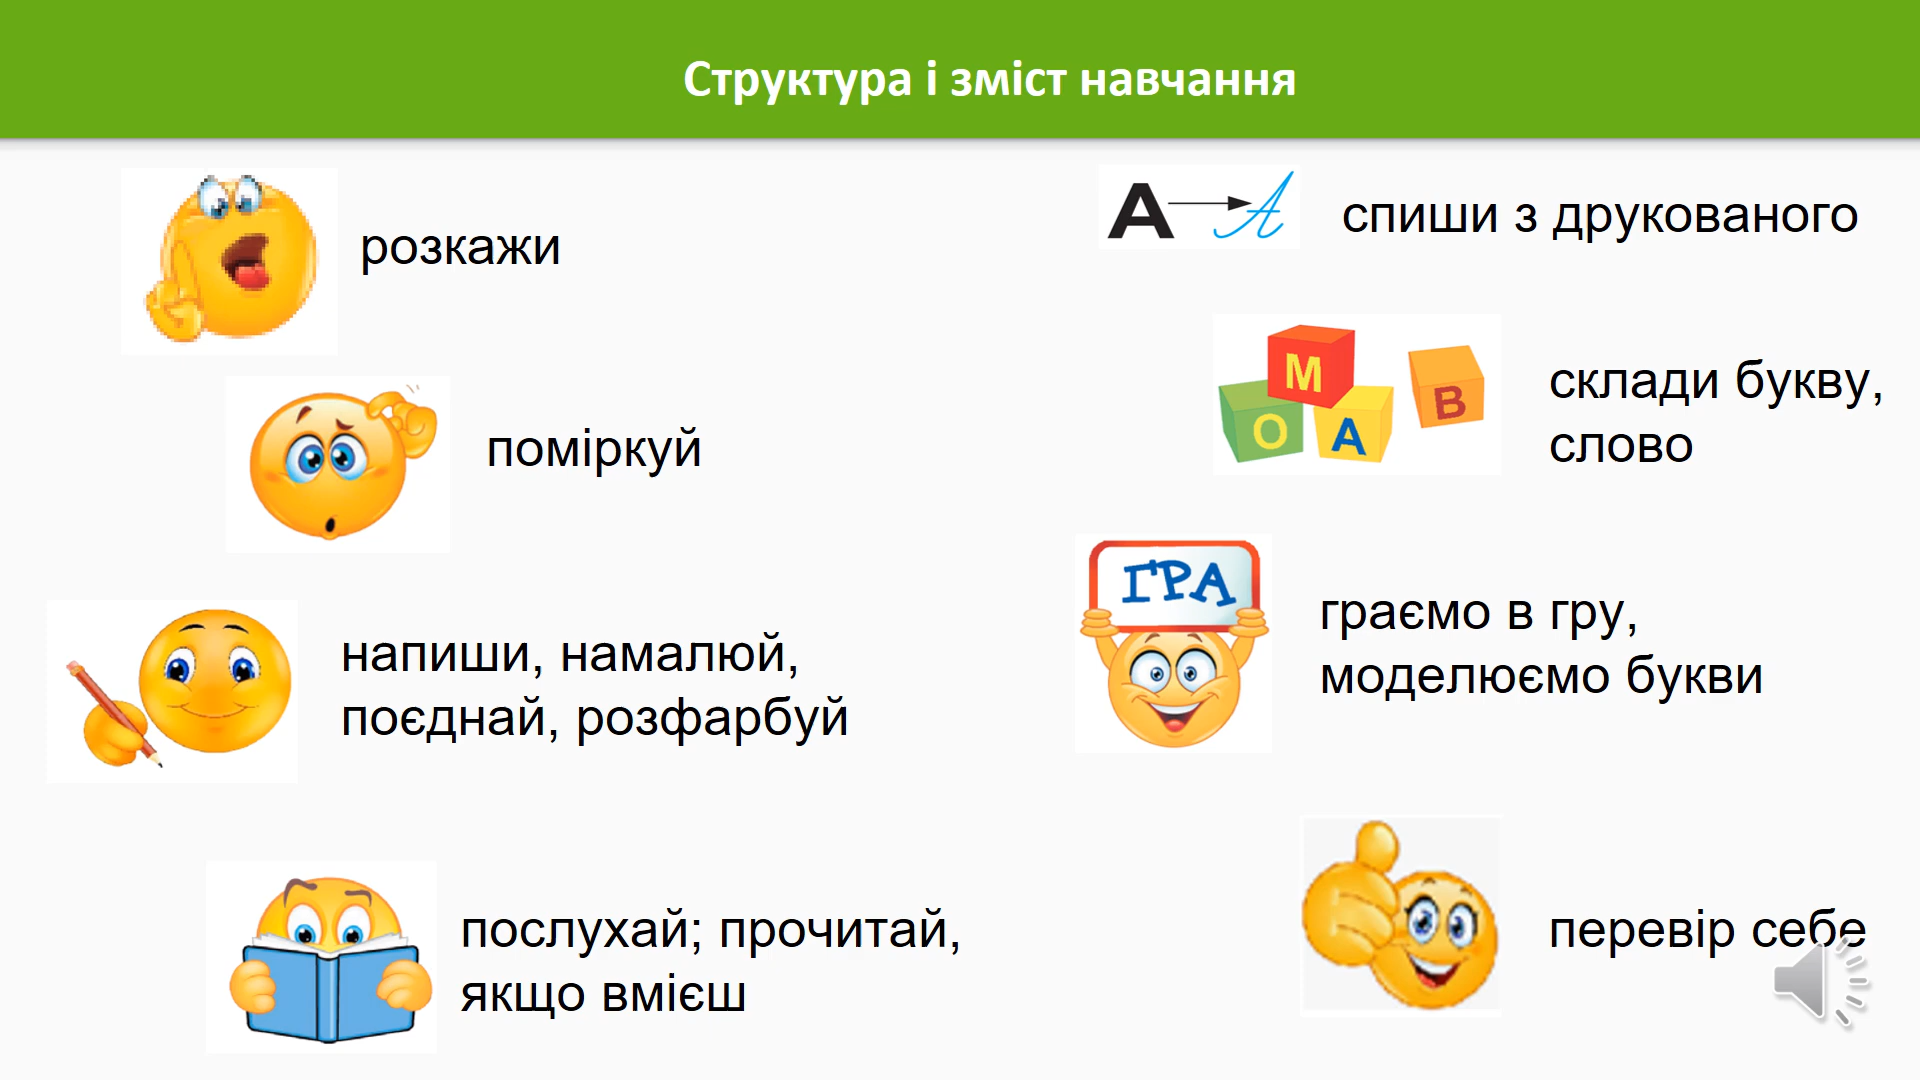 Структура і зміст навчання
розкажи
поміркуй
напиши, намалюй,
поєднай, розфарбуй
послухай; прочитай,
якщо вмієш
А А
спиши з друкованого
М
О А В
склади букву,
слово
ГРА
граємо в гру,
моделюємо букви
перевір себе